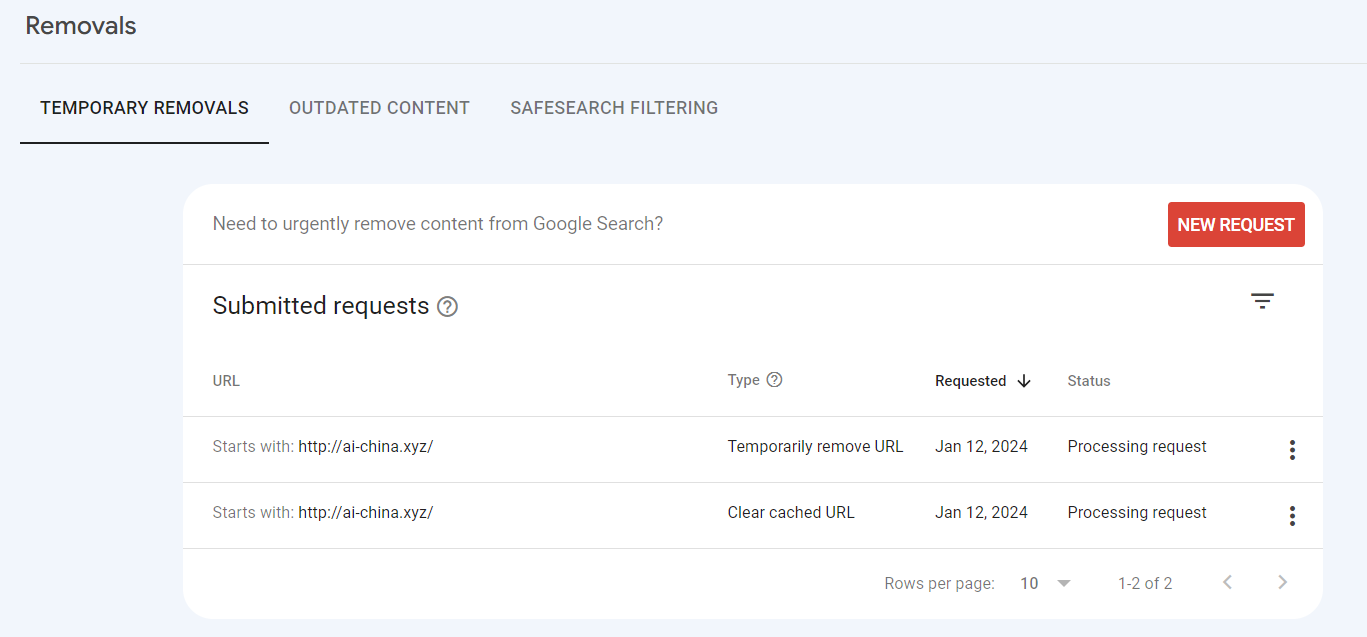 Removals
TEMPORARY REMOVALS OUTDATED CONTENT SAFESEARCH FILTERING
Need to urgently remove content from Google Search? NEW REQUEST
Submitted requests ?
URL Type ? Requested ↓ Status
Starts with: http://ai-china.xyz/ Temporarily remove URL Jan 12, 2024 Processing request
Starts with: http://ai-china.xyz/ Clear cached URL Jan 12, 2024 Processing request
Rows per page: 10 1-2 of 2